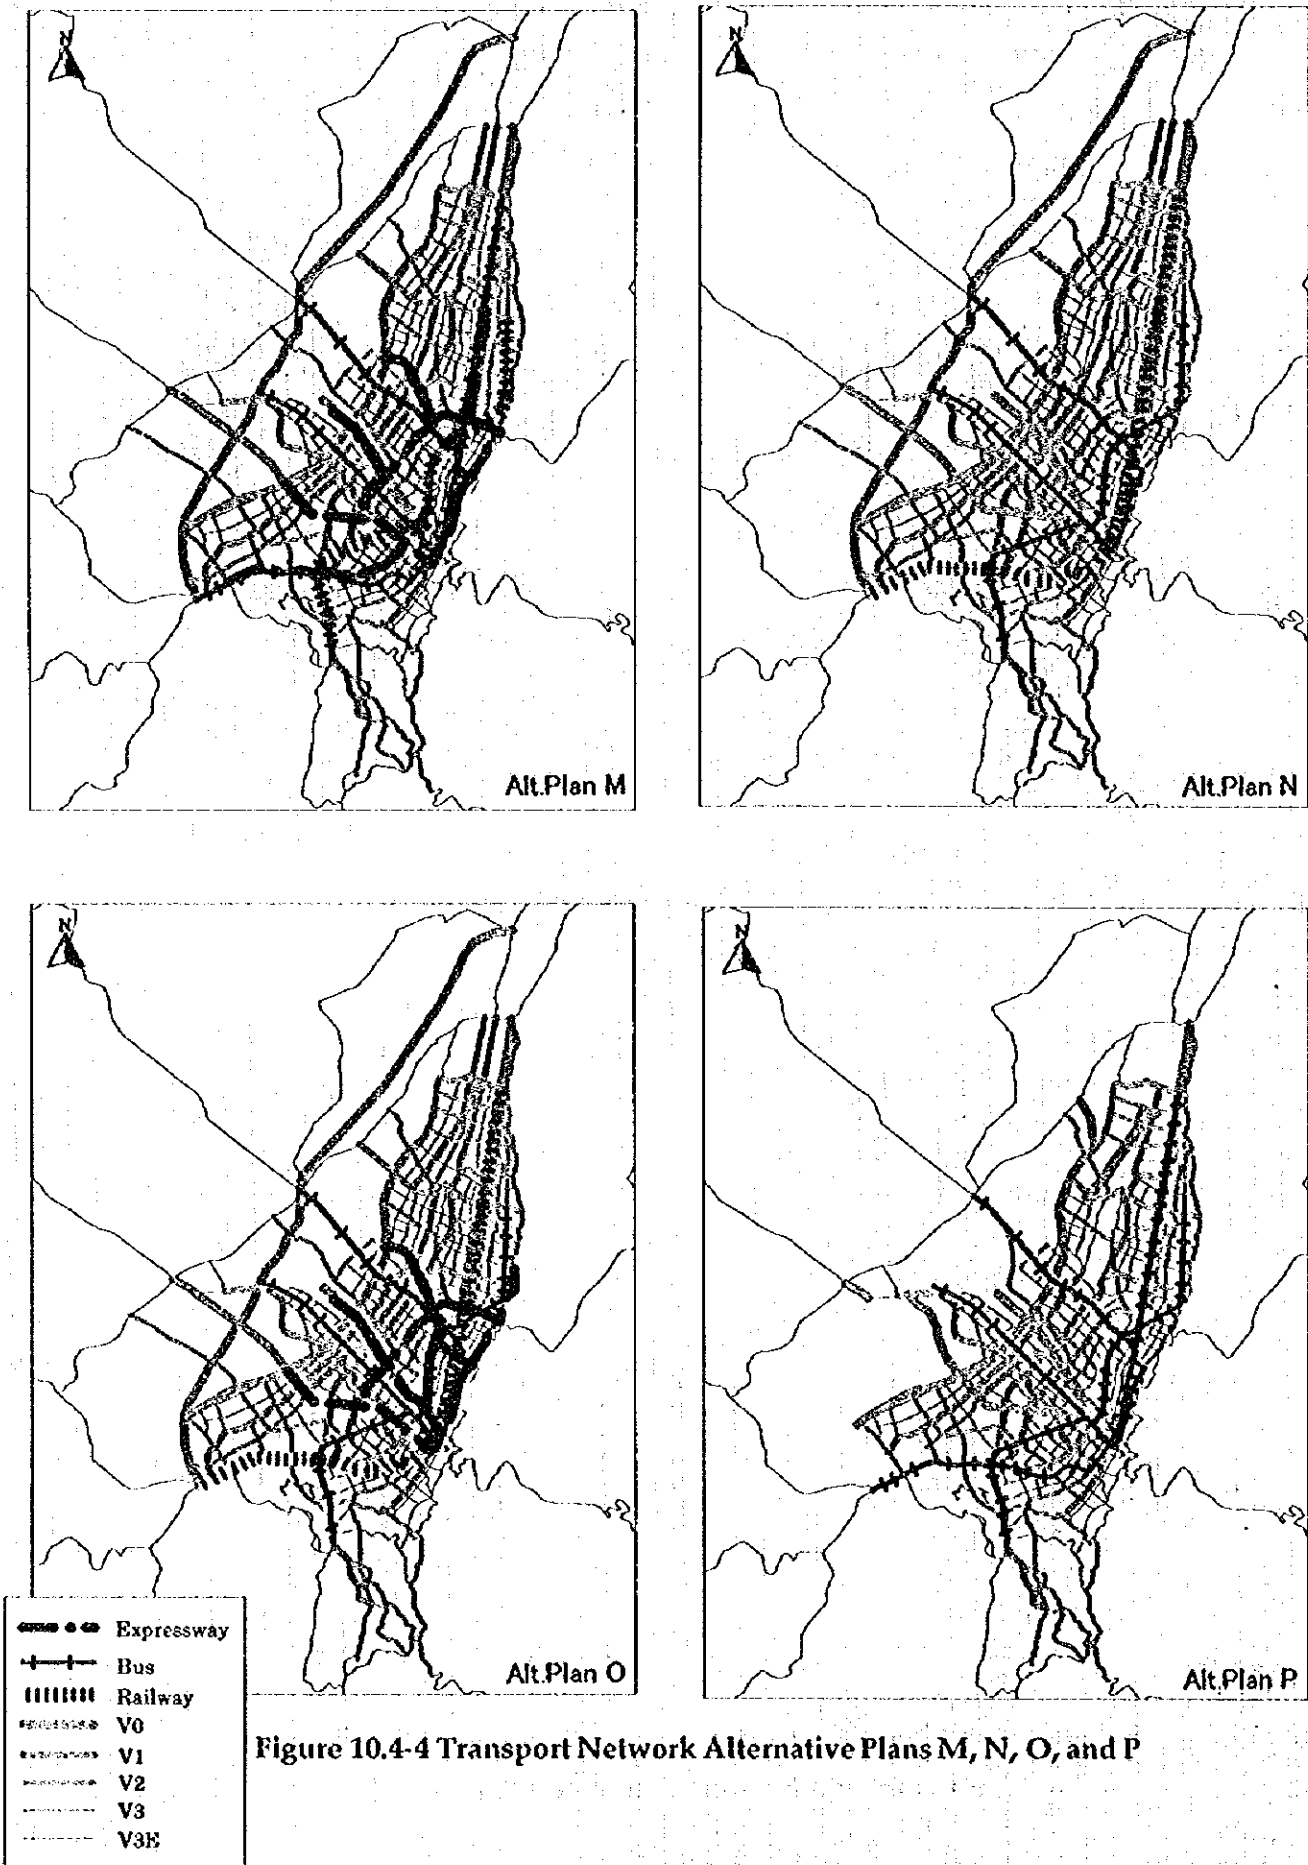 N
Alt.Plan M
N
Alt.Plan N
N
Alt.Plan O
N
Alt.Plan P
Expressway
Bus
Railway
V0
V1
V2
V3
V3E
Figure 10.4-4 Transport Network Alternative Plans M, N, O, and P